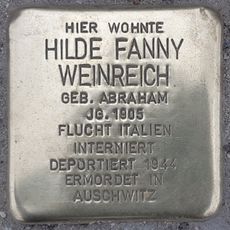 HIER WOHNTE
HILDE FANNY
WEINREICH
GEB. ABRAHAM
JG. 1905
FLUCHT ITALIEN
INTERNIERT
DEPORTIERT 1944
ERMORDET IN
AUSCHWITZ